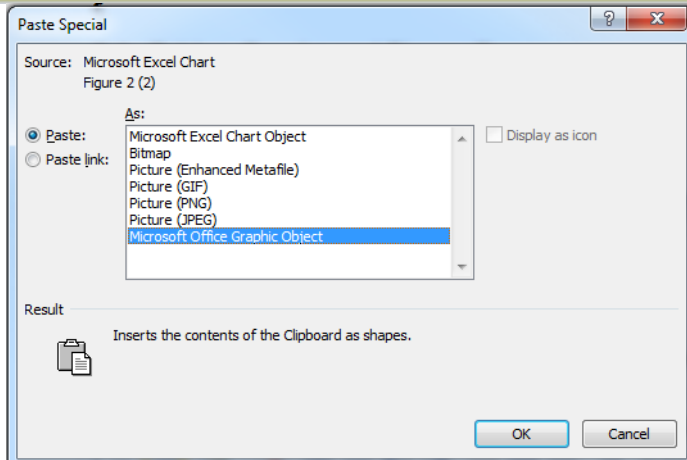 Paste Special
Source: Microsoft Excel Chart
Figure 2 (2)
As:
Paste:
Paste link:
Microsoft Excel Chart Object
Bitmap
Picture (Enhanced Metafile)
Picture (GIF)
Picture (PNG)
Picture (JPEG)
Microsoft Office Graphic Object
Display as icon
Result
Inserts the contents of the Clipboard as shapes.
OK Cancel